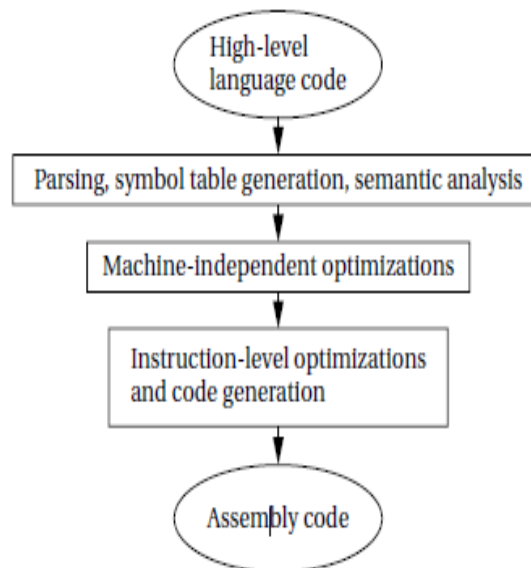 High-level
language code
Parsing, symbol table generation, semantic analysis
Machine-independent optimizations
Instruction-level optimizations
and code generation
Assembly code